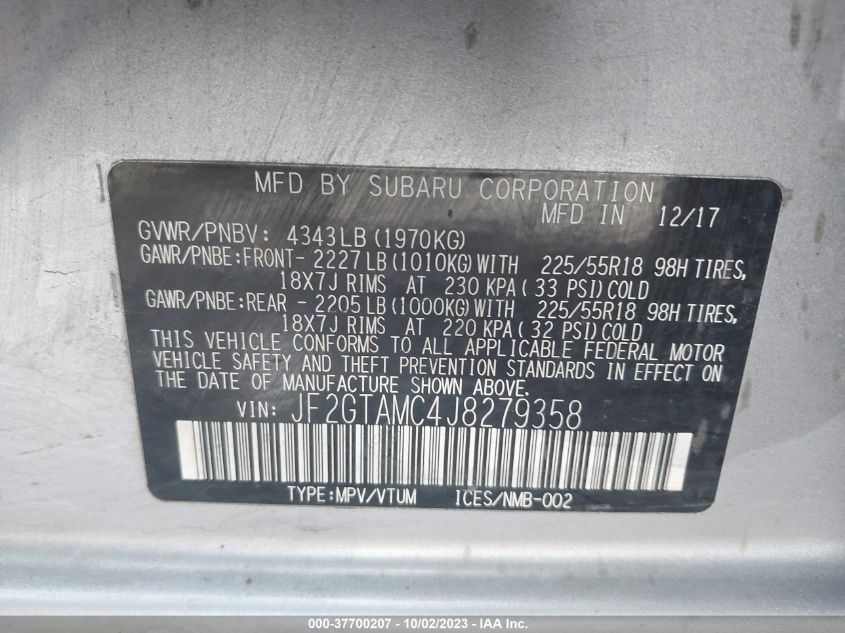 MFD BY SUBARU CORPORATION
MFD IN 12/17
GVWR/PNBV: 4343LB (1970KG)
GAWR/PNBE:FRONT- 2227LB (1010KG) WITH 225/55R18 98H TIRES,
18X7J RIMS AT 230 KPA ( 33 PSI) COLD
GAWR/PNBE:REAR - 2205LB (1000KG) WITH 225/55R18 98H TIRES,
18X7J RIMS AT 220 KPA ( 32 PSI) COLD
THIS VEHICLE CONFORMS TO ALL APPLICABLE FEDERAL MOTOR
VEHICLE SAFETY AND THEFT PREVENTION STANDARDS IN EFFECT ON
THE DATE OF MANUFACTURE SHOWN ABOVE.
VIN: JF2GTAMC4J8279358
TYPE:MPV/VTUM ICES/NMB-002
000-37700207 - 10/02/2023 - IAA Inc.